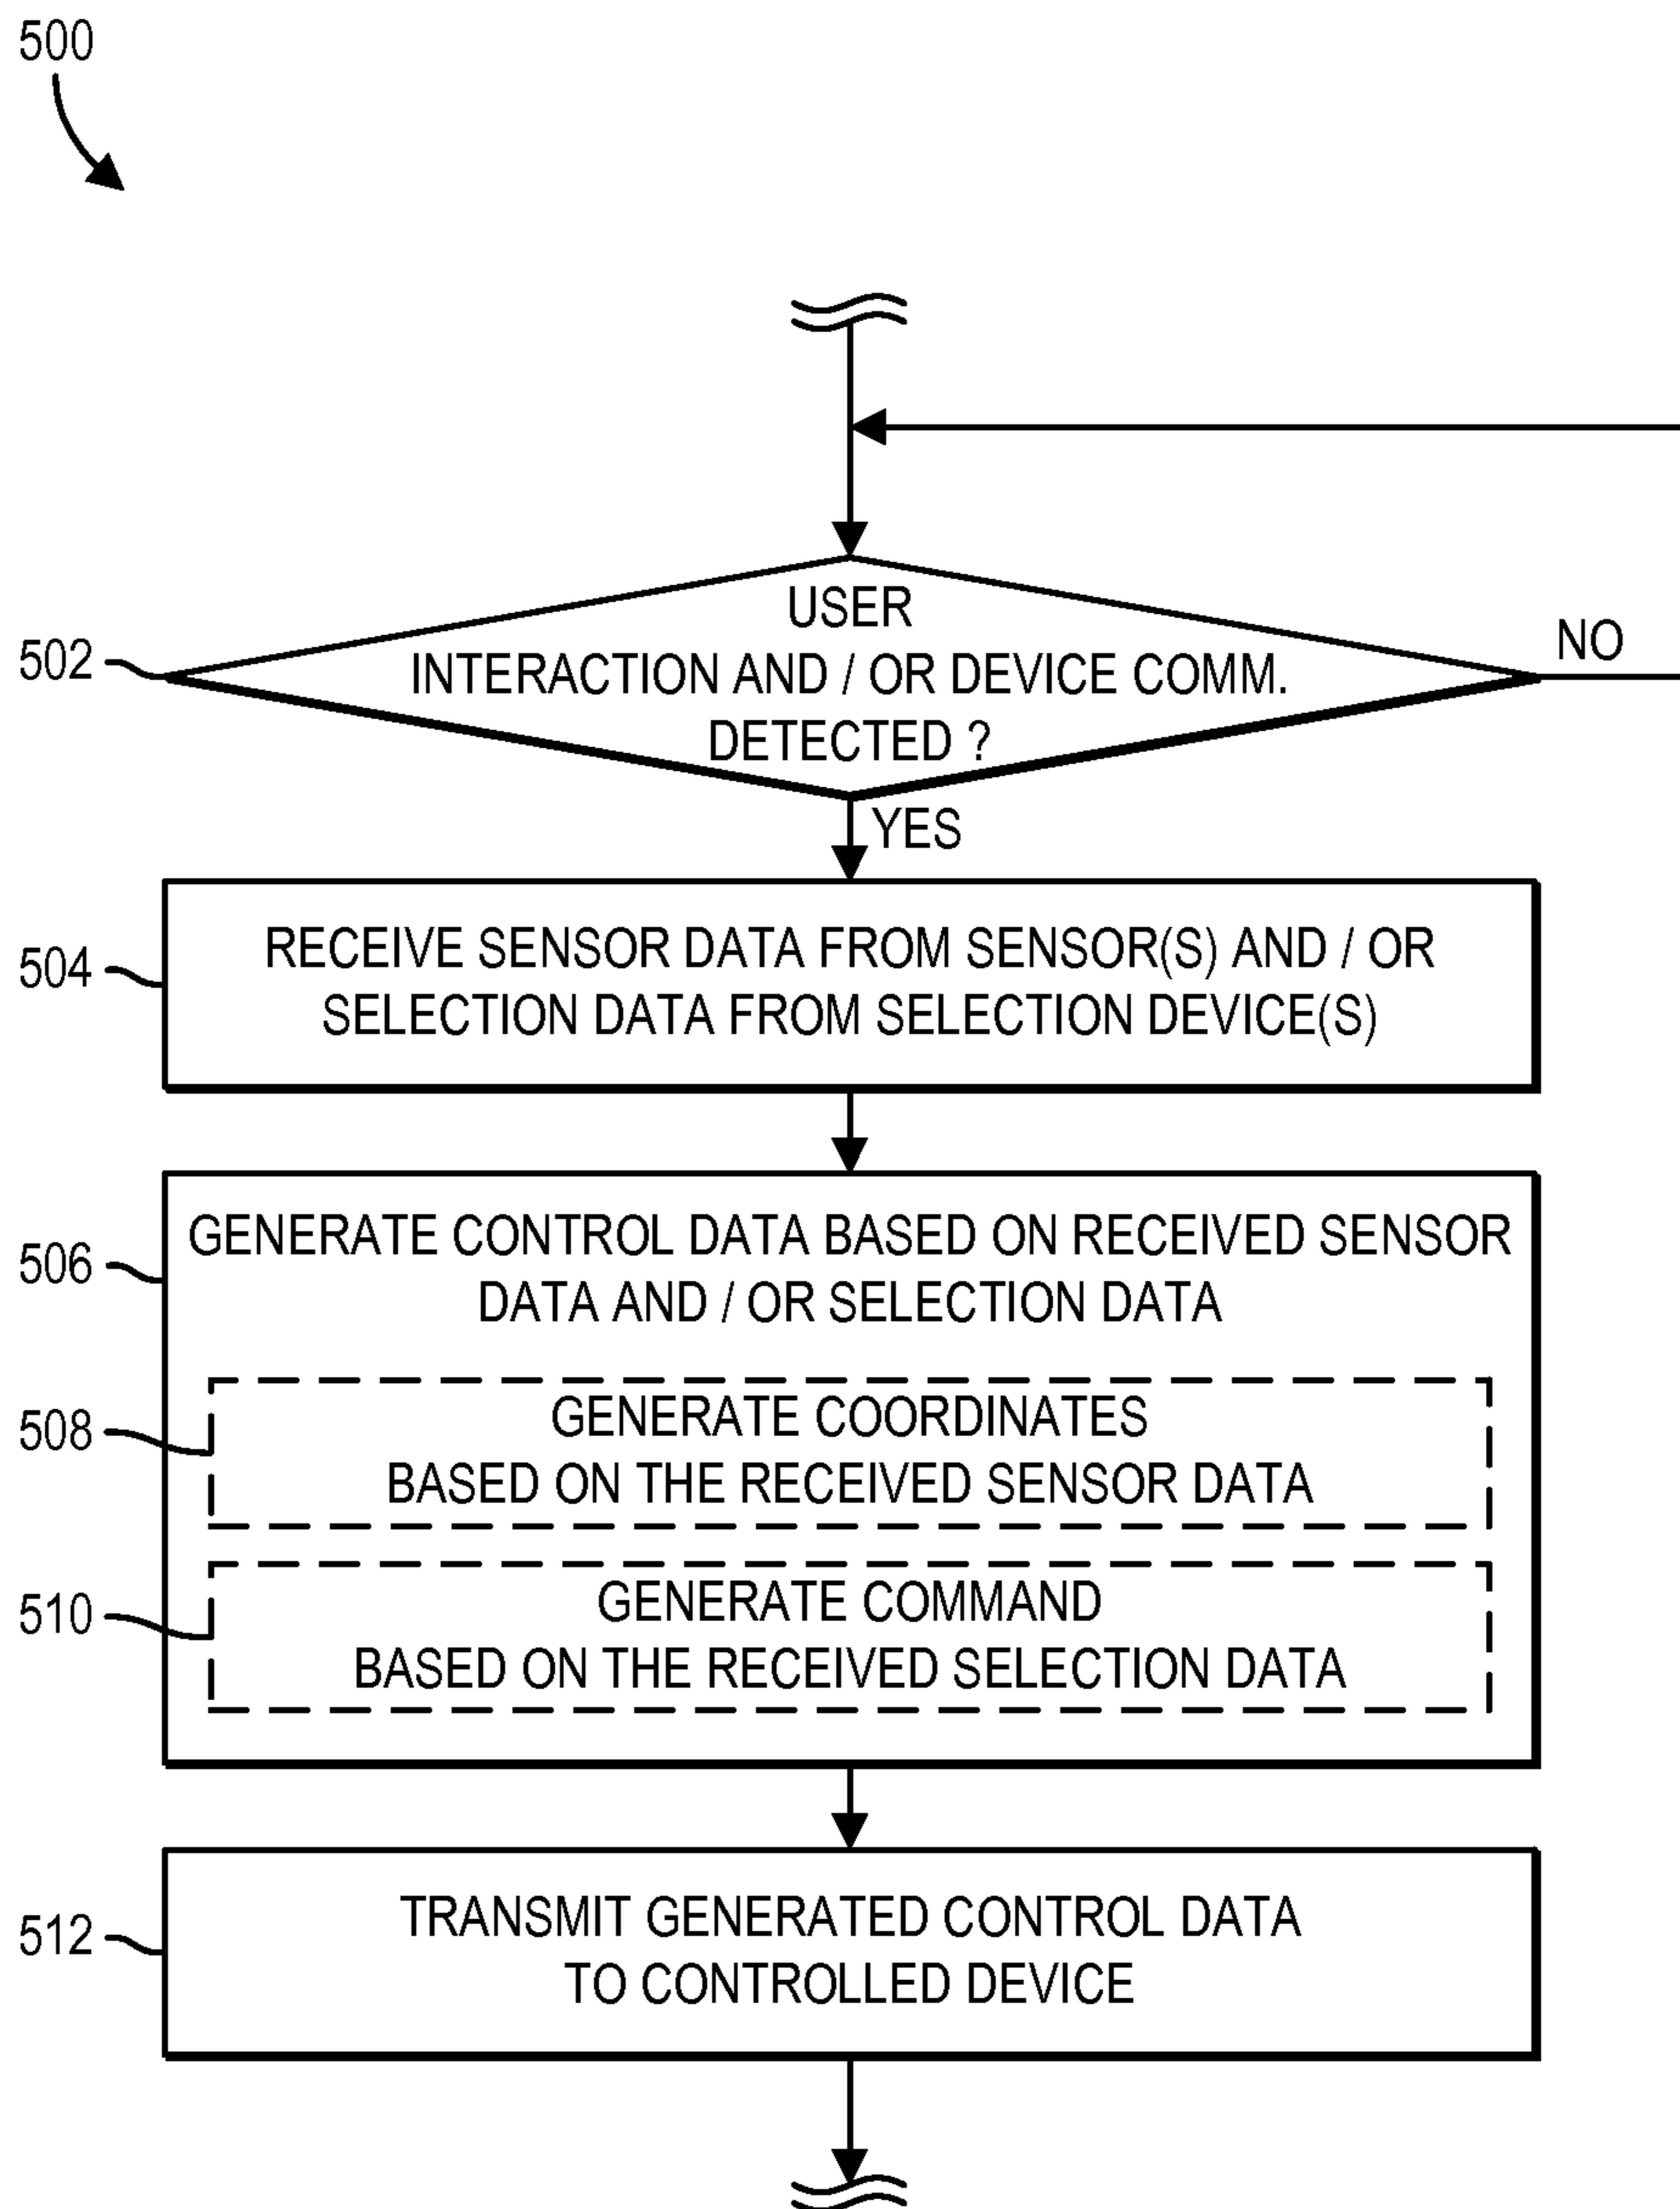 500
502
USER
INTERACTION AND / OR DEVICE COMM.
DETECTED ?
NO
YES
504
RECEIVE SENSOR DATA FROM SENSOR(S) AND / OR
SELECTION DATA FROM SELECTION DEVICE(S)
506
GENERATE CONTROL DATA BASED ON RECEIVED SENSOR
DATA AND / OR SELECTION DATA
508
GENERATE COORDINATES
BASED ON THE RECEIVED SENSOR DATA
510
GENERATE COMMAND
BASED ON THE RECEIVED SELECTION DATA
512
TRANSMIT GENERATED CONTROL DATA
TO CONTROLLED DEVICE